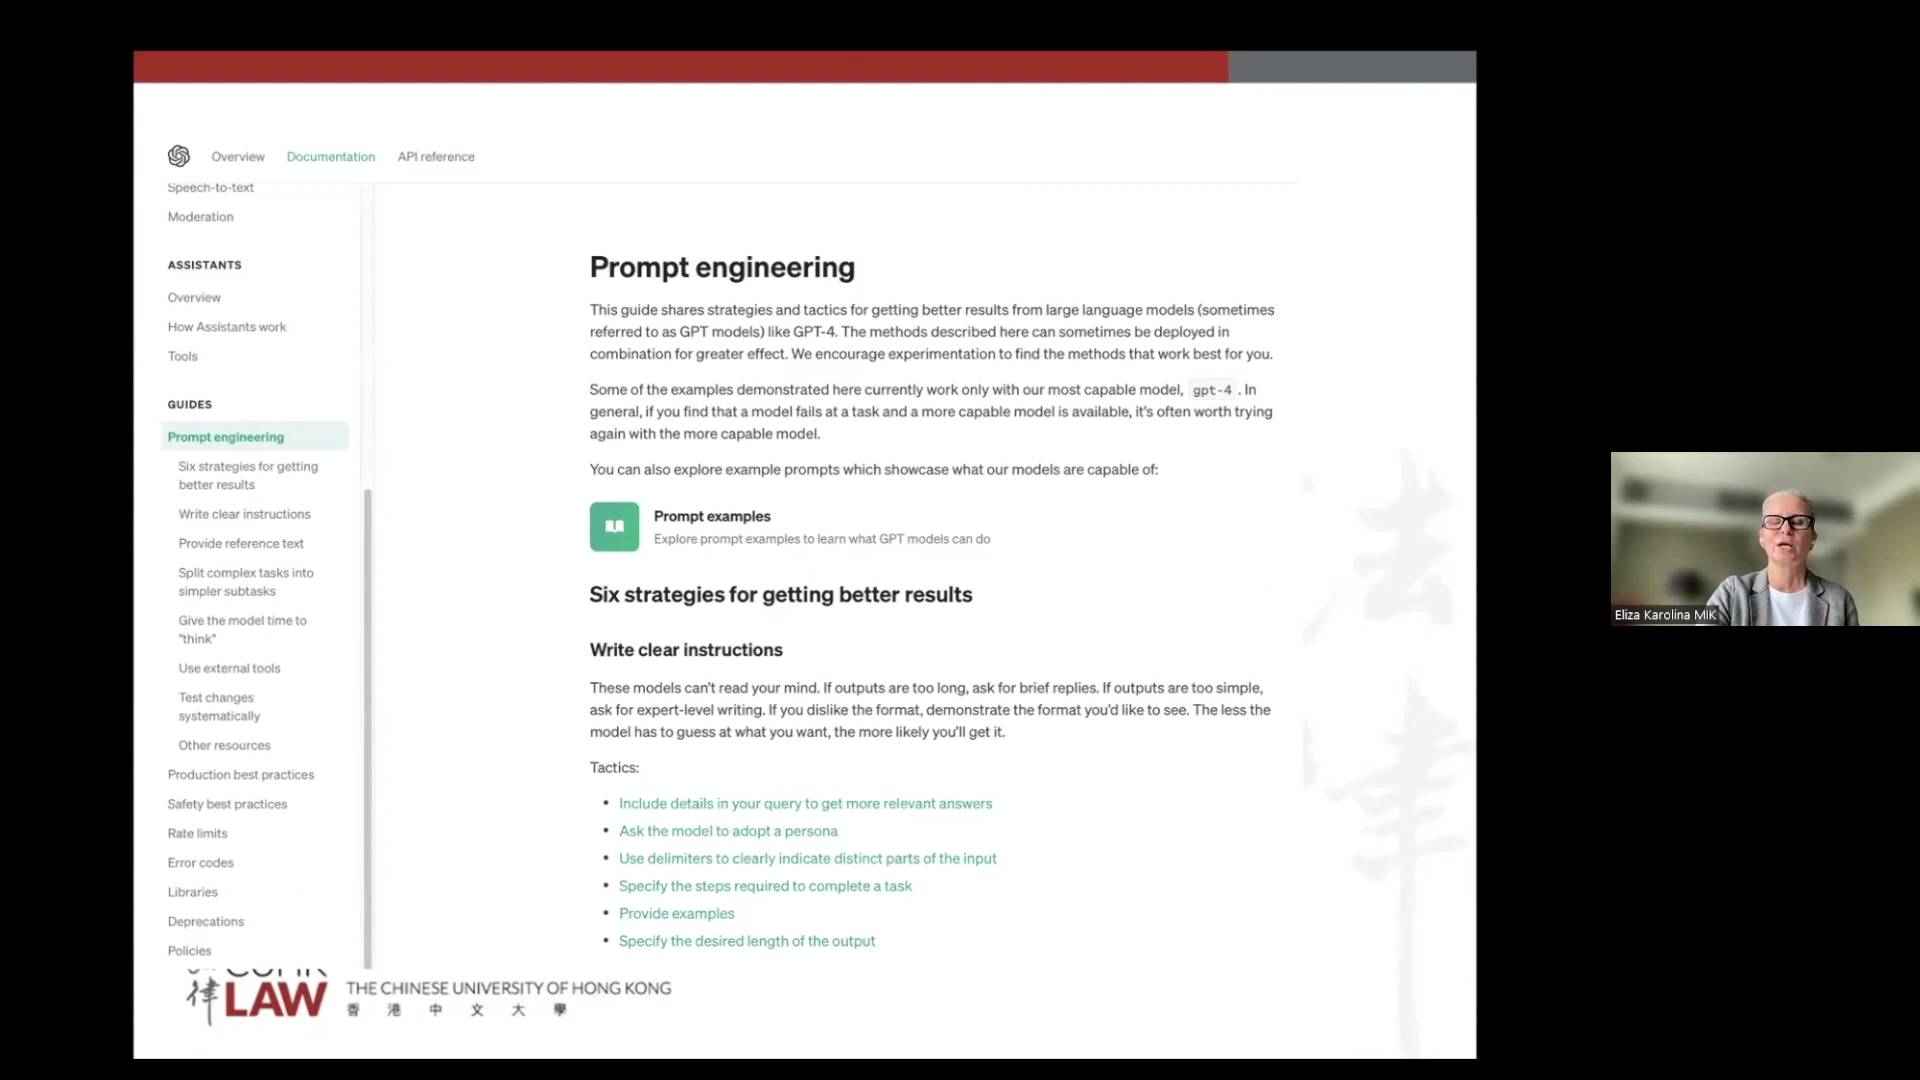 Overview Documentation API reference
Speech-to-text
Moderation
ASSISTANTS
Overview
How Assistants work
Tools
GUIDES
Prompt engineering
Six strategies for getting
better results
Write clear instructions
Provide reference text
Split complex tasks into
simpler subtasks
Give the model time to
"think"
Use external tools
Test changes
systematically
Other resources
Production best practices
Safety best practices
Rate limits
Error codes
Libraries
Deprecations
Policies
Prompt engineering
This guide shares strategies and tactics for getting better results from large language models (sometimes
referred to as GPT models) like GPT-4. The methods described here can sometimes be deployed in
combination for greater effect. We encourage experimentation to find the methods that work best for you.
Some of the examples demonstrated here currently work only with our most capable model, gpt-4. In
general, if you find that a model fails at a task and a more capable model is available, it's often worth trying
again with the more capable model.
You can also explore example prompts which showcase what our models are capable of:
Prompt examples
Explore prompt examples to learn what GPT models can do
Six strategies for getting better results
Write clear instructions
These models can't read your mind. If outputs are too long, ask for brief replies. If outputs are too simple,
ask for expert-level writing. If you dislike the format, demonstrate the format you'd like to see. The less the
model has to guess at what you want, the more likely you'll get it.
Tactics:
• Include details in your query to get more relevant answers
• Ask the model to adopt a persona
• Use delimiters to clearly indicate distinct parts of the input
• Specify the steps required to complete a task
• Provide examples
• Specify the desired length of the output
律 LAW
THE CHINESE UNIVERSITY OF HONG KONG
香 港 中 文 大 學
法律
Eliza Karolina MIK